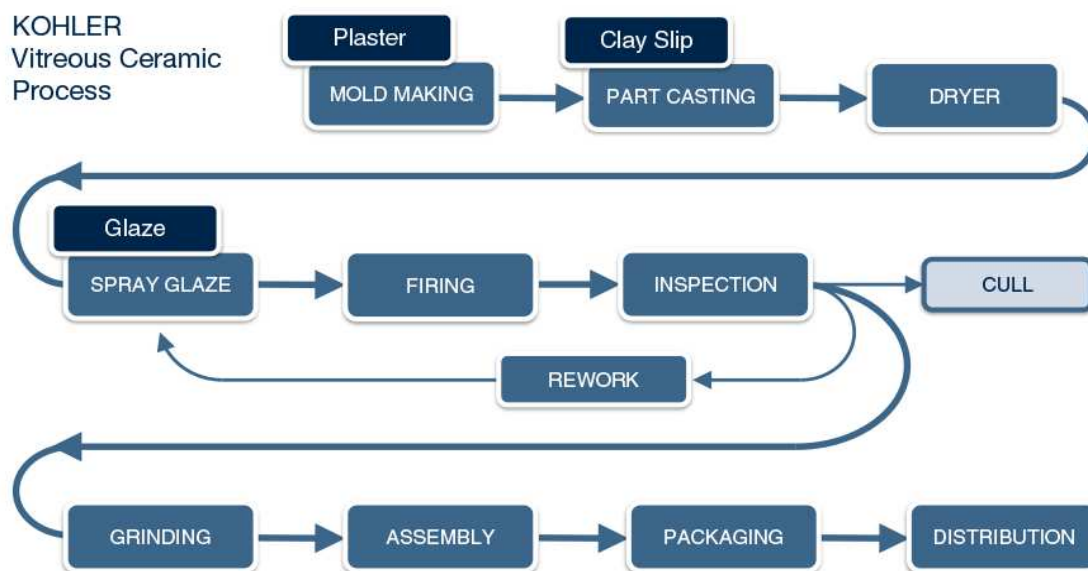 KOHLER
Vitreous Ceramic
Process
Plaster
MOLD MAKING
Clay Slip
PART CASTING
DRYER
Glaze
SPRAY GLAZE
FIRING
INSPECTION
CULL
REWORK
GRINDING
ASSEMBLY
PACKAGING
DISTRIBUTION